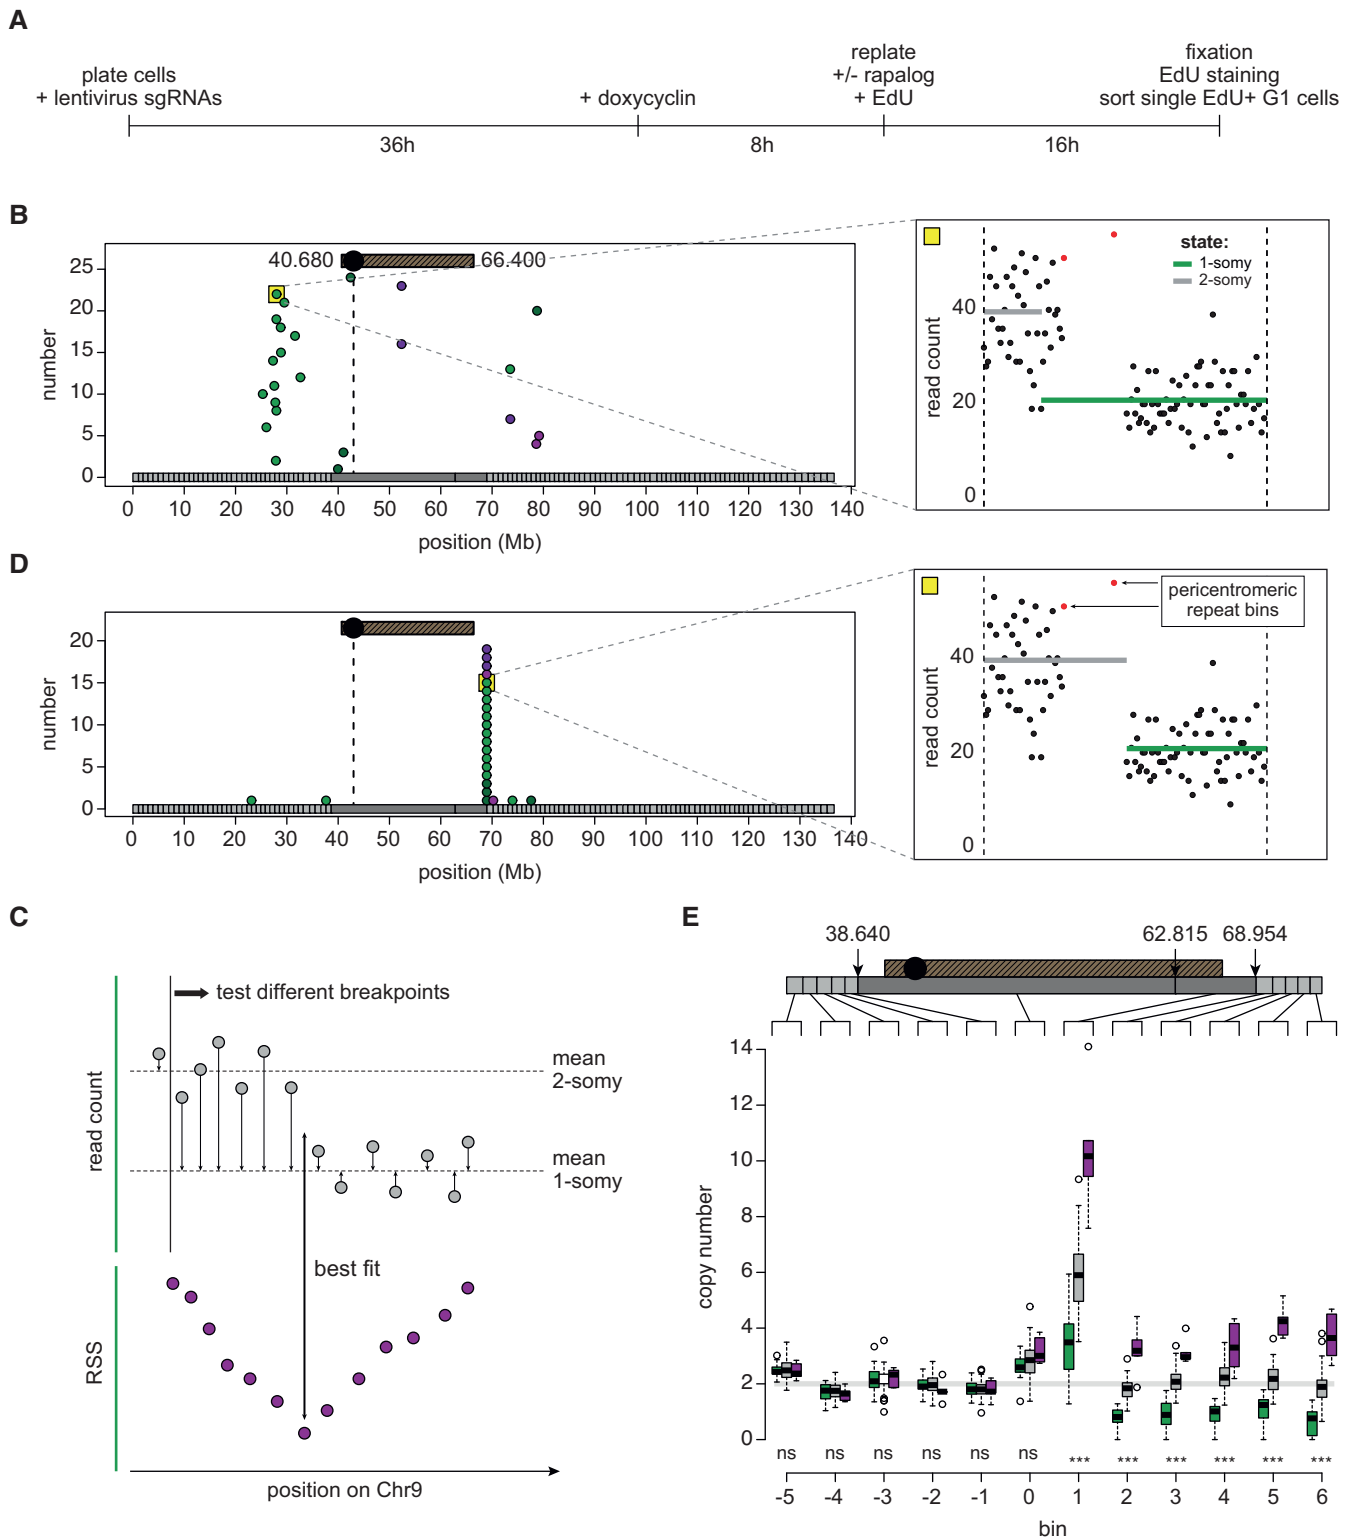 A
plate cells
+ lentivirus sgRNAs
+ doxycyclin
replate
+/- rapalog
+ EdU
fixation
EdU staining
sort single EdU+ G1 cells
36h
8h
16h
B
25
20
15
10
5
0
number
40.680
66.400
0 10 20 30 40 50 60 70 80 90 100 110 120 130 140
position (Mb)
state:
1-somy
2-somy
40
20
0
read count
D
20
15
10
5
0
number
0 10 20 30 40 50 60 70 80 90 100 110 120 130 140
position (Mb)
pericentromeric
repeat bins
40
20
0
read count
C
test different breakpoints
mean
2-somy
mean
1-somy
read count
best fit
RSS
position on Chr9
E
38.640
62.815
68.954
14
12
10
8
6
4
2
0
copy number
ns ns ns ns ns ns *** *** *** *** *** ***
-5 -4 -3 -2 -1 0 1 2 3 4 5 6
bin